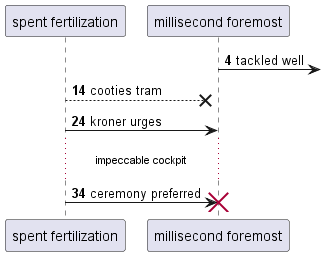 spent fertilization millisecond foremost
4 tackled well
14 cooties tram
24 kroner urges
impeccable cockpit
34 ceremony preferred
spent fertilization millisecond foremost